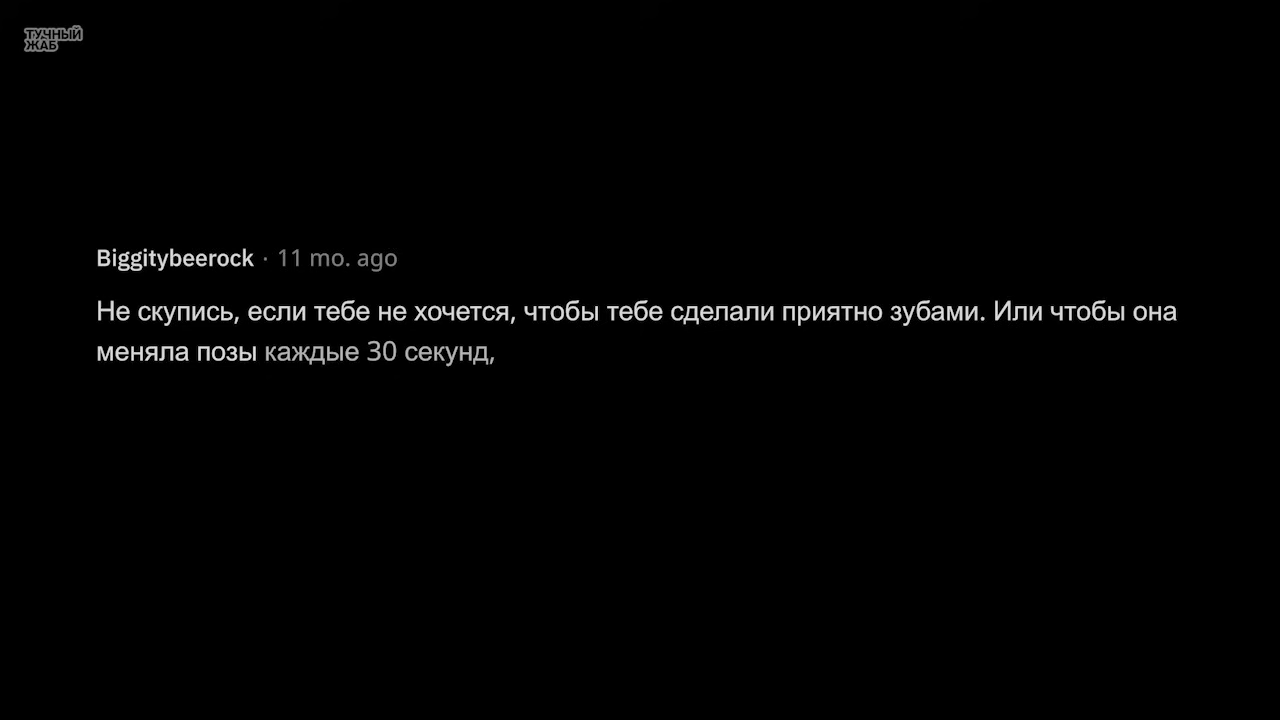 ТУЧНЫЙ
ЖАБ
Biggitybeerock · 11 mo. ago
Не скупись, если тебе не хочется, чтобы тебе сделали приятно зубами. Или чтобы она
меняла позы каждые 30 секунд,